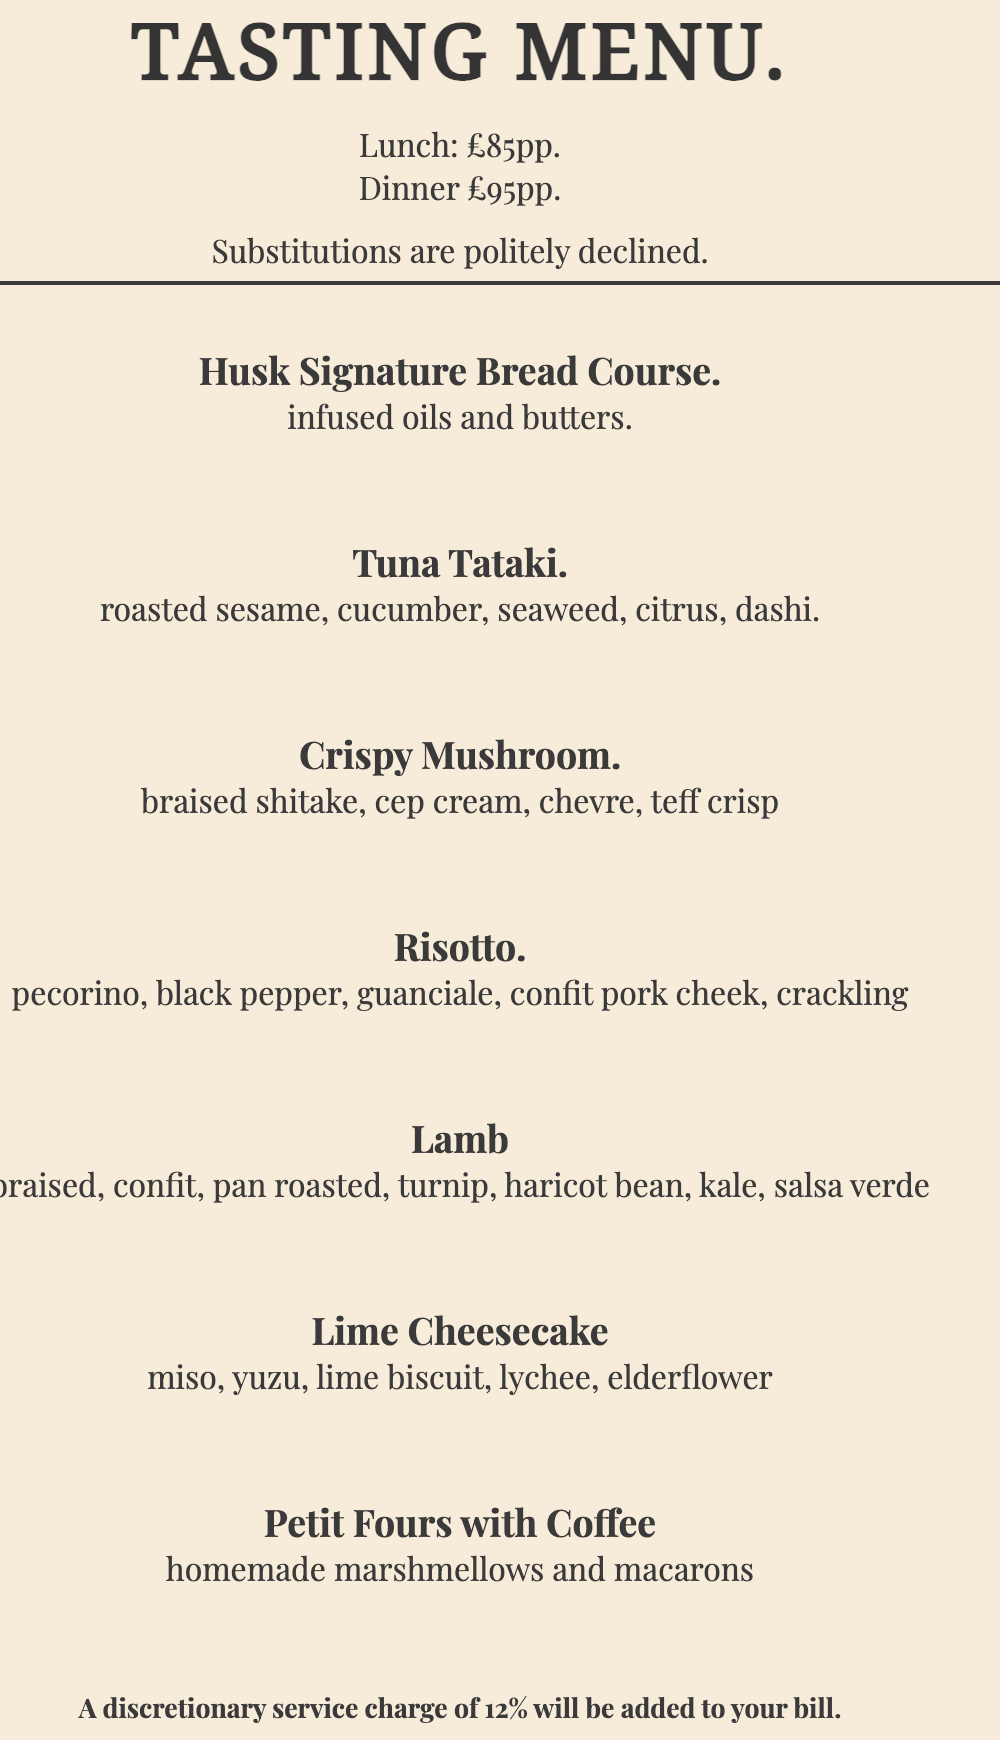 TASTING MENU.
Lunch: £85pp.
Dinner £95pp.
Substitutions are politely declined.
Husk Signature Bread Course.
infused oils and butters.
Tuna Tataki.
roasted sesame, cucumber, seaweed, citrus, dashi.
Crispy Mushroom.
braised shitake, cep cream, chevre, teff crisp
Risotto.
pecorino, black pepper, guanciale, confit pork cheek, crackling
Lamb
braised, confit, pan roasted, turnip, haricot bean, kale, salsa verde
Lime Cheesecake
miso, yuzu, lime biscuit, lychee, elderflower
Petit Fours with Coffee
homemade marshmellows and macarons
A discretionary service charge of 12% will be added to your bill.